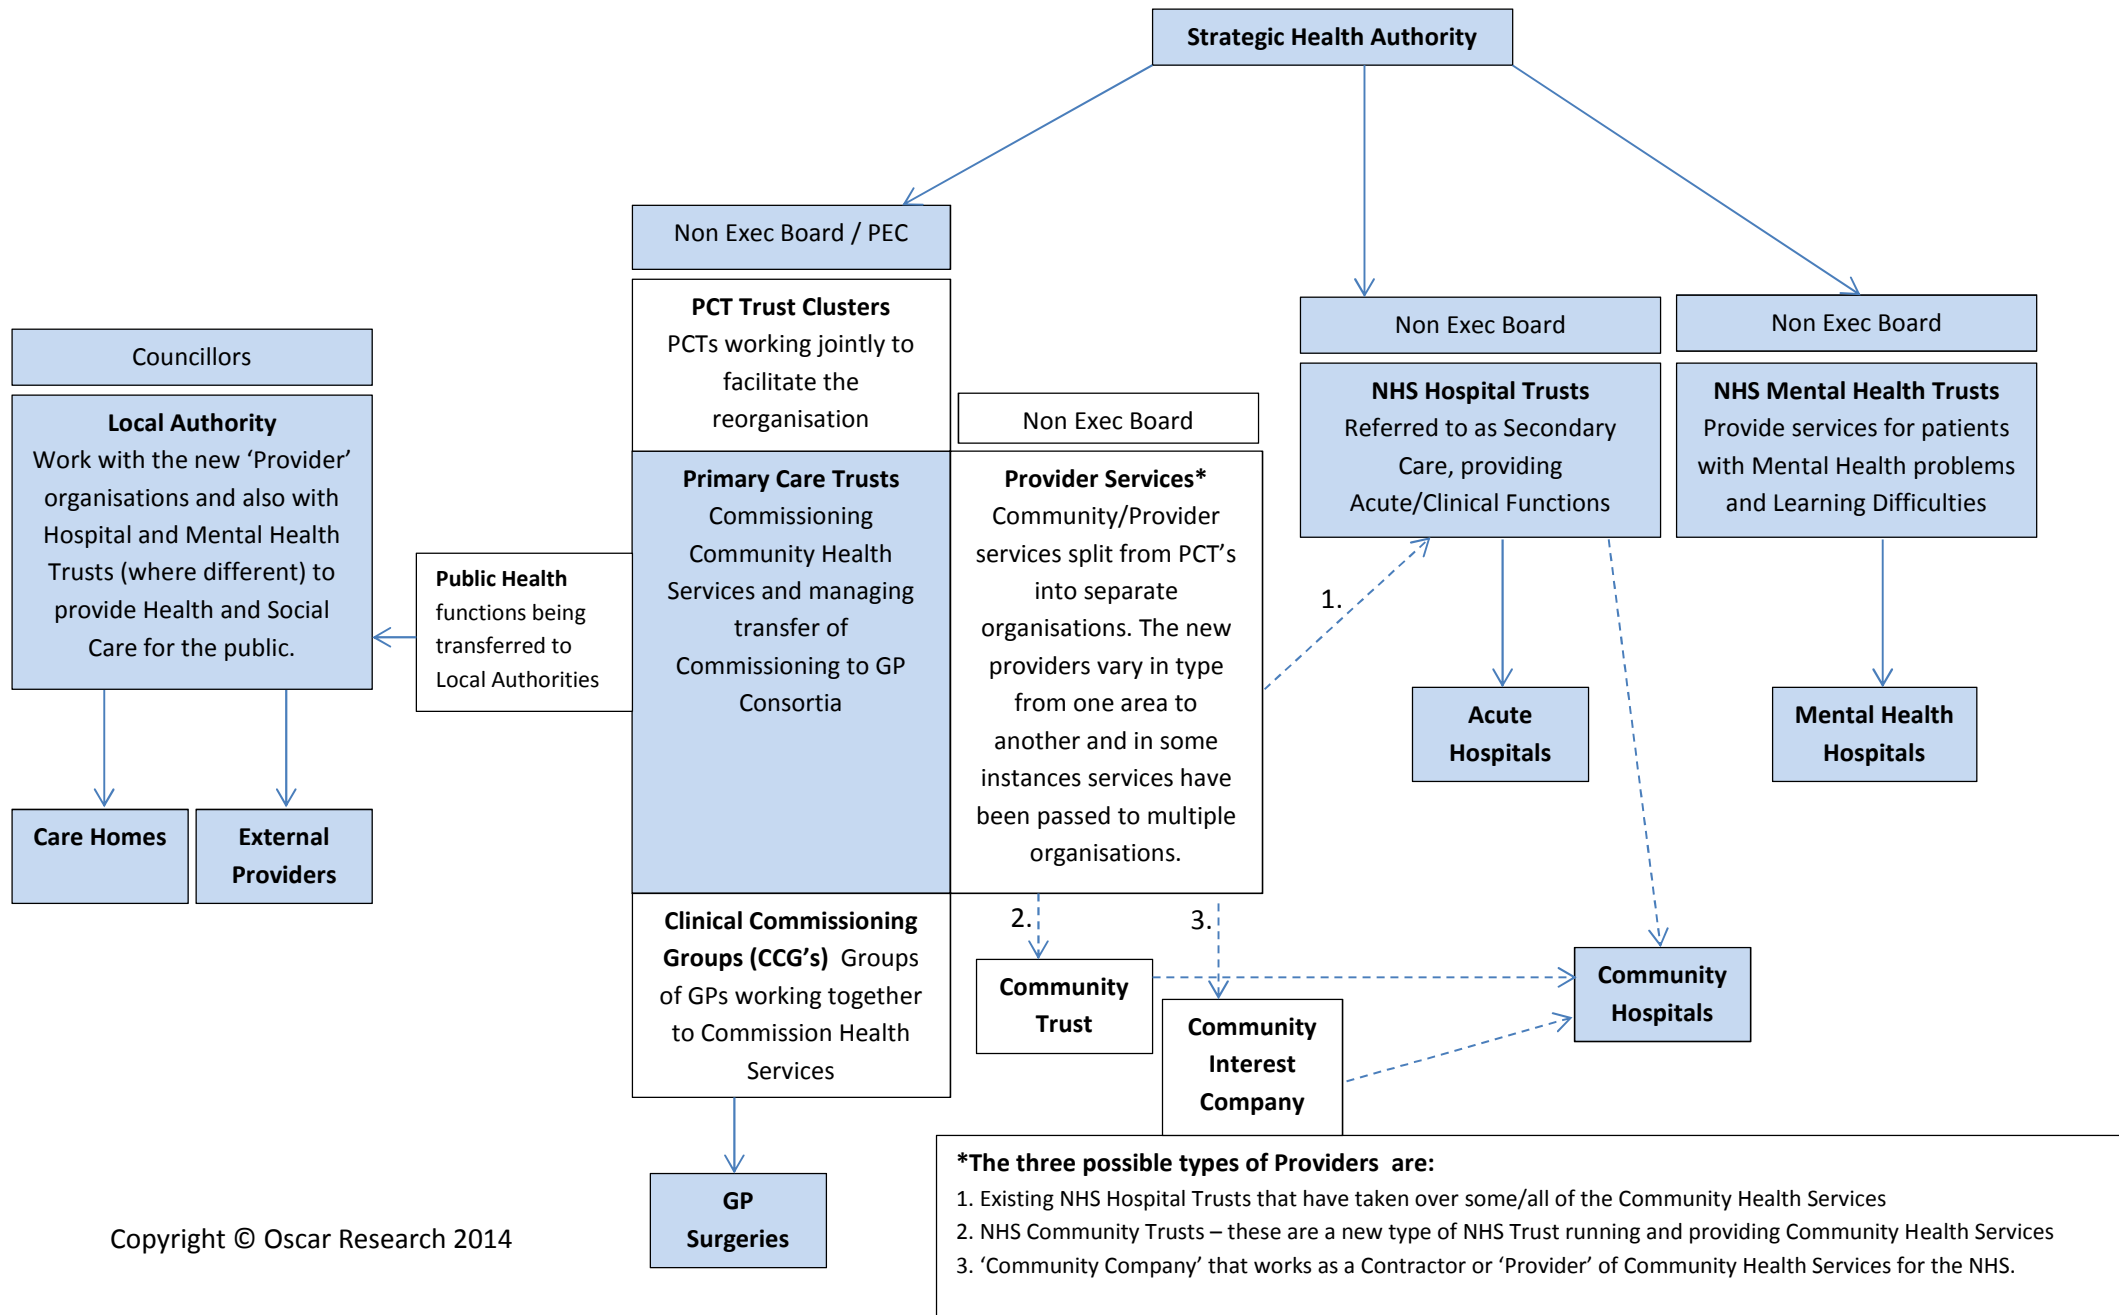 Strategic Health Authority
Non Exec Board / PEC
PCT Trust Clusters
PCTs working jointly to
facilitate the
reorganisation
Non Exec Board
Non Exec Board
Councillors
NHS Hospital Trusts
Referred to as Secondary
Care, providing
Acute/Clinical Functions
NHS Mental Health Trusts
Provide services for patients
with Mental Health problems
and Learning Difficulties
Local Authority
Work with the new ‘Provider’
organisations and also with
Hospital and Mental Health
Trusts (where different) to
provide Health and Social
Care for the public.
Non Exec Board
Public Health
functions being
transferred to
Local Authorities
Primary Care Trusts
Commissioning
Community Health
Services and managing
transfer of
Commissioning to GP
Consortia
Provider Services*
Community/Provider
services split from PCT’s
into separate
organisations. The new
providers vary in type
from one area to
another and in some
instances services have
been passed to multiple
organisations.
1.
Acute
Hospitals
Mental Health
Hospitals
Care Homes
External
Providers
Clinical Commissioning
Groups (CCG’s)  Groups
of GPs working together
to Commission Health
Services
2.
3.
Community
Trust
Community
Interest
Company
Community
Hospitals
GP
Surgeries
*The three possible types of Providers  are:
1. Existing NHS Hospital Trusts that have taken over some/all of the Community Health Services
2. NHS Community Trusts – these are a new type of NHS Trust running and providing Community Health Services
3. ‘Community Company’ that works as a Contractor or ‘Provider’ of Community Health Services for the NHS.
Copyright © Oscar Research 2014